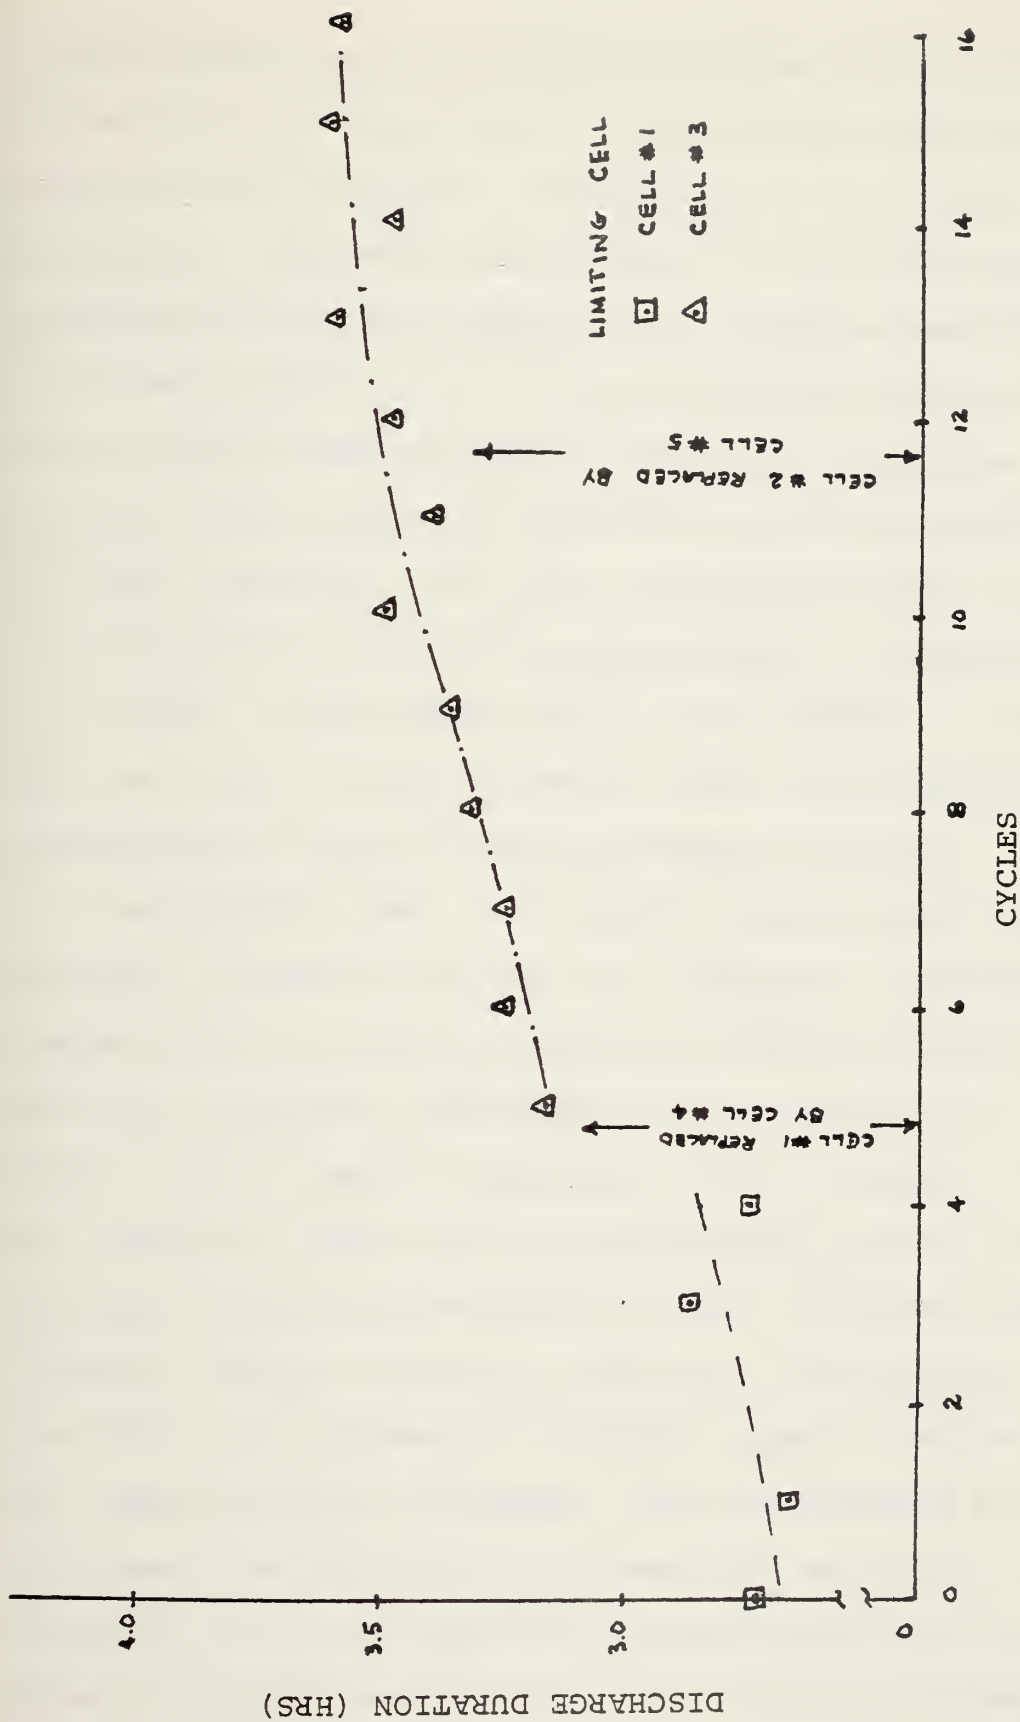 DISCHARGE DURATION (HRS)
4.0
3.5
3.0
0
LIMITING CELL
CELL #1
CELL #3
CELL #1 REPLACED
BY CELL #4
CELL #2 REPLACED BY
CELL #5
0
2
4
6
8
10
12
14
16
CYCLES